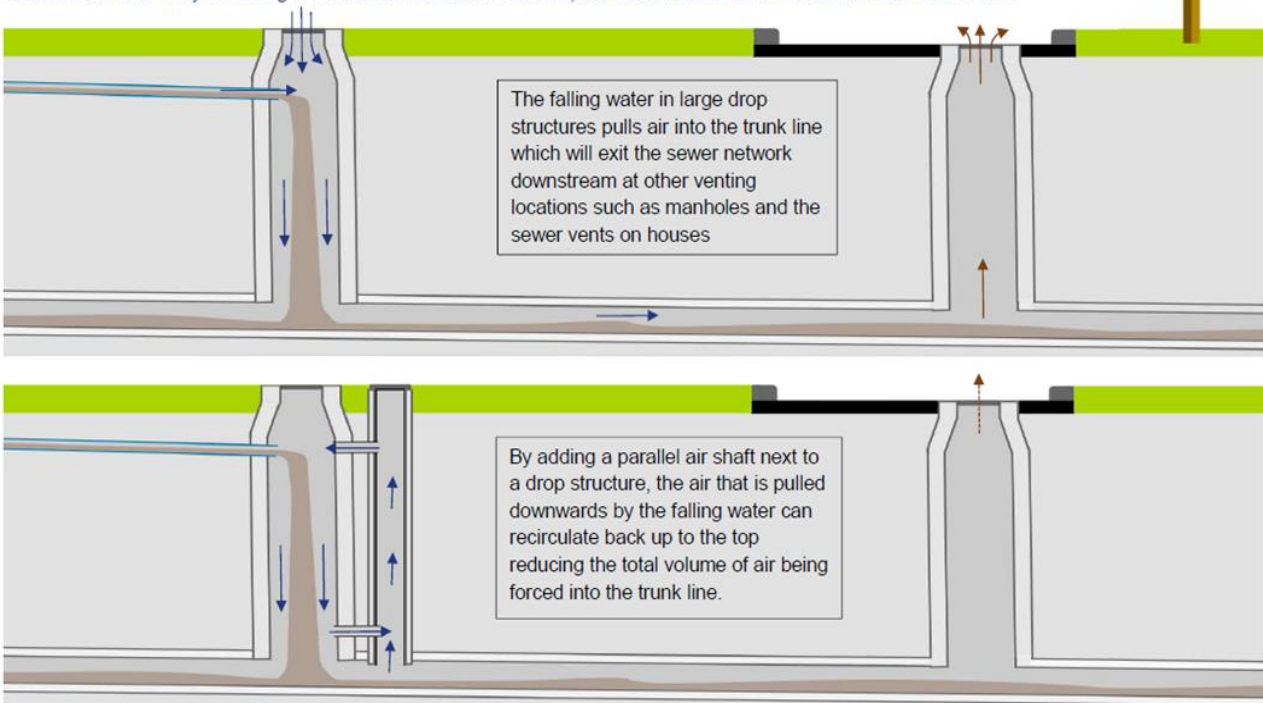 The falling water in large drop
structures pulls air into the trunk line
which will exit the sewer network
downstream at other venting
locations such as manholes and the
sewer vents on houses
By adding a parallel air shaft next to
a drop structure, the air that is pulled
downwards by the falling water can
recirculate back up to the top
reducing the total volume of air being
forced into the trunk line.